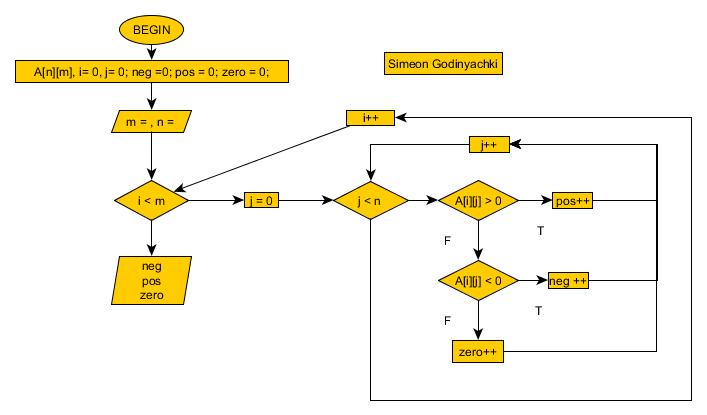 BEGIN
A[n][m], i= 0, j= 0; neg =0; pos = 0; zero = 0;
Simeon Godinyachki
m = , n =
i++
j++
i < m
j = 0
j < n
A[i][j] > 0
pos++
F
T
neg
pos
zero
A[i][j] < 0
neg ++
F
T
zero++